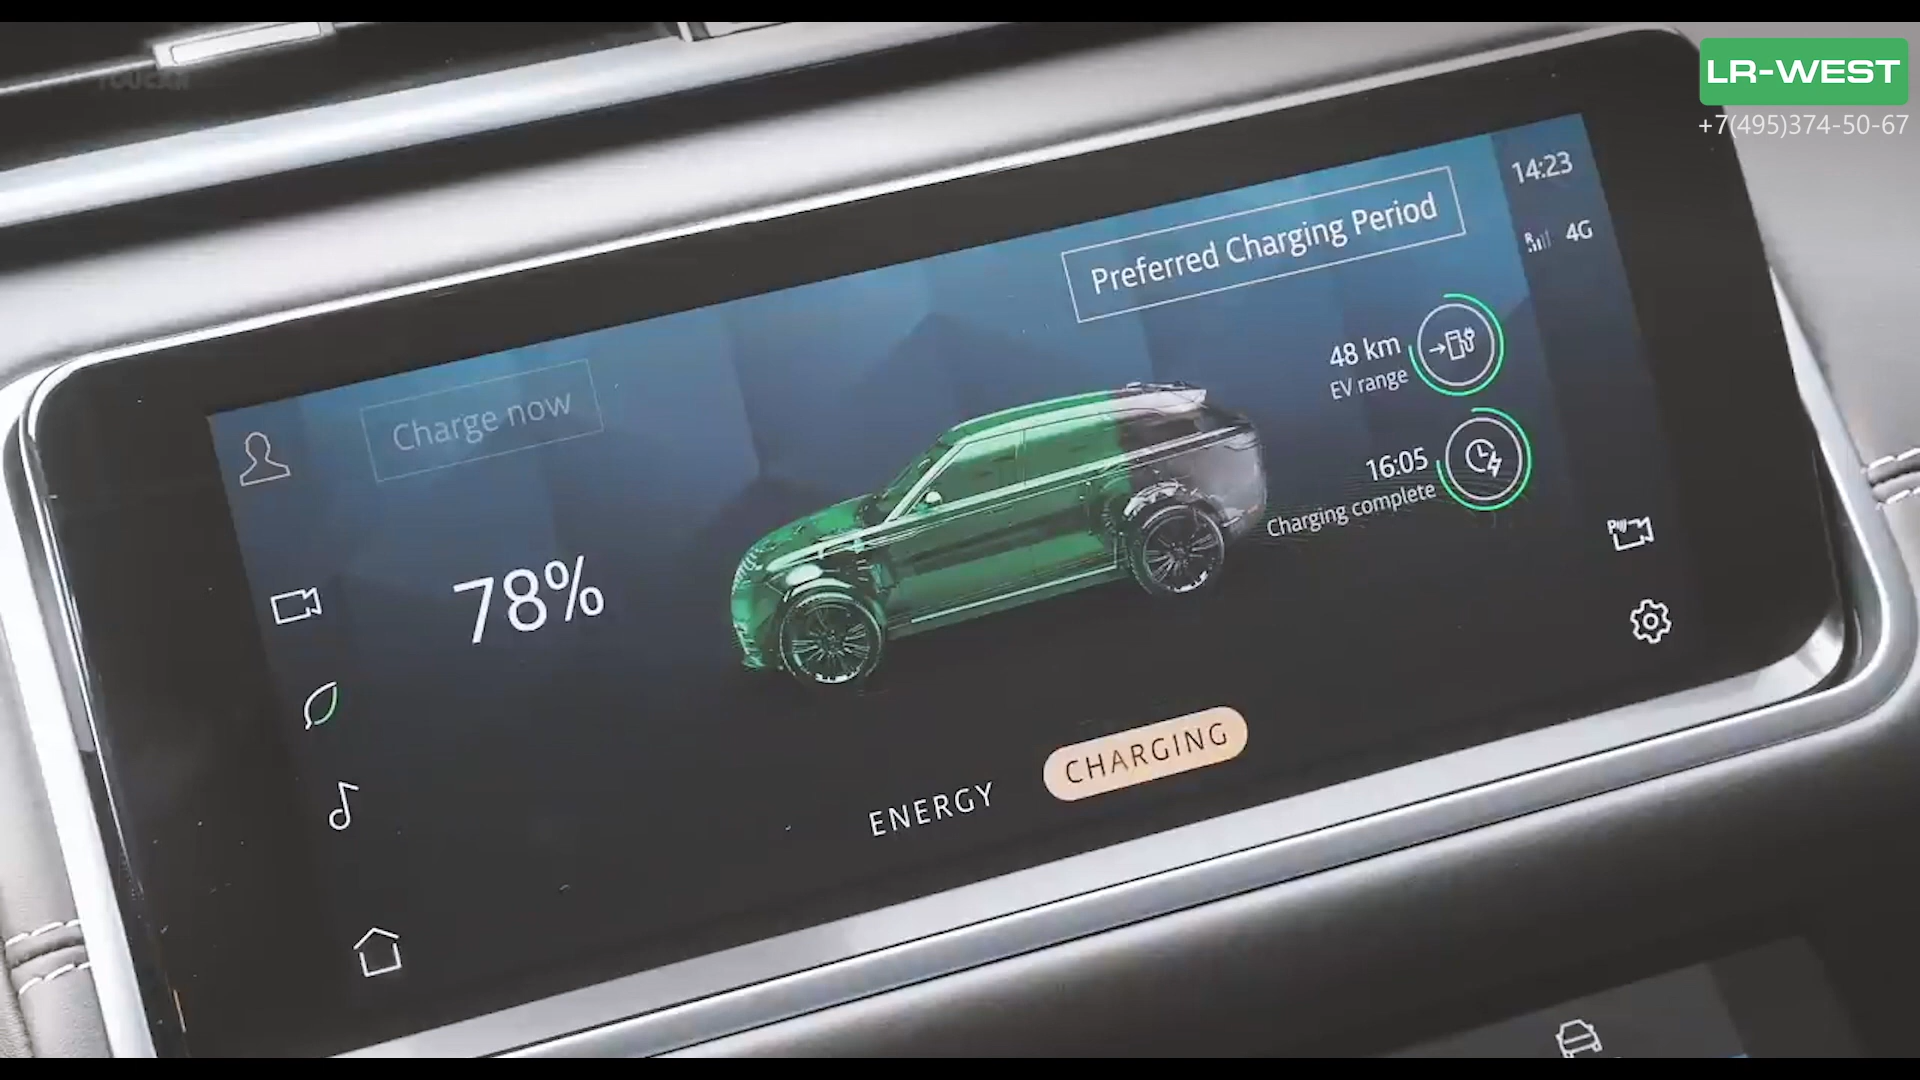 LR-WEST
+7(495)374-50-67
TOUCAR
14:23
4G
Preferred Charging Period
Charge now
48 km
EV range
16:05
Charging complete
78%
ENERGY
CHARGING